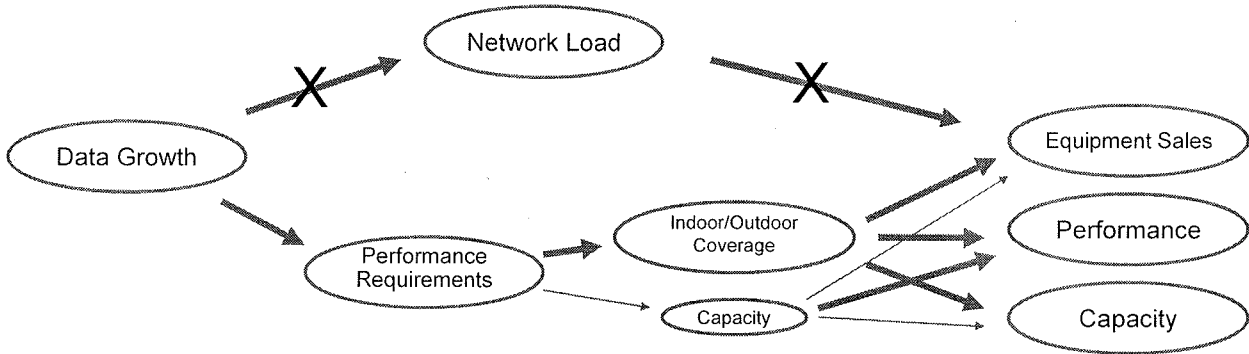 Network Load
X
X
Data Growth
Equipment Sales
Indoor/Outdoor
Coverage
Performance
Performance
Requirements
Capacity
Capacity